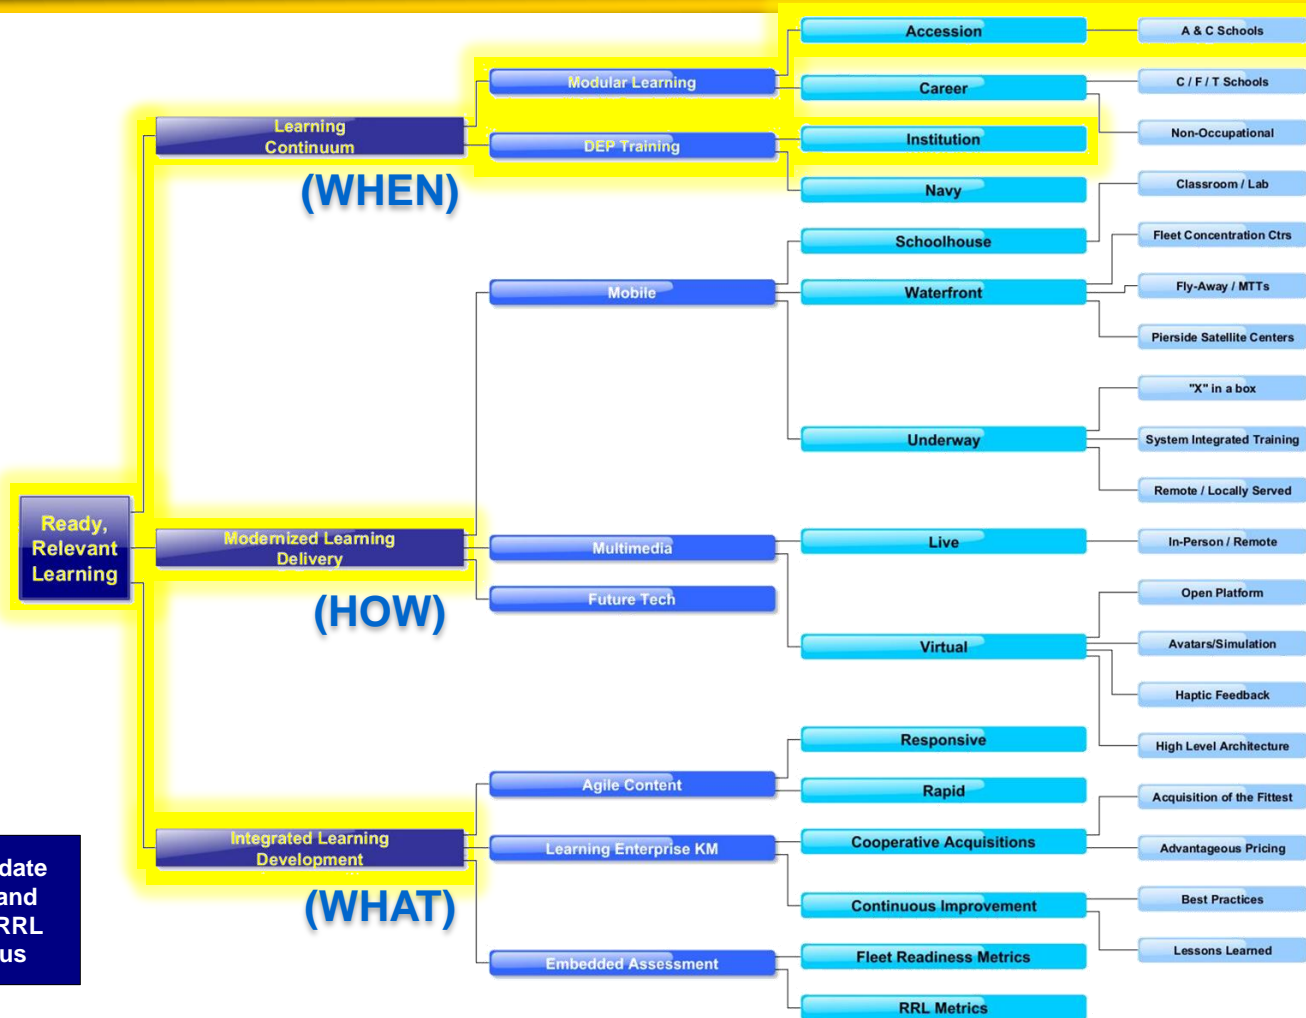 Accession
A & C Schools
Modular Learning
Career
C / F / T Schools
Learning
Continuum
Non-Occupational
DEP Training
Institution
(WHEN)
Navy
Classroom / Lab
Schoolhouse
Fleet Concentration Ctrs
Mobile
Waterfront
Fly-Away / MTTs
Pierside Satellite Centers
"X" in a box
Underway
System Integrated Training
Remote / Locally Served
Ready,
Relevant
Learning
Modernized Learning
Delivery
Multimedia
Live
In-Person / Remote
(HOW)
Future Tech
Open Platform
Virtual
Avatars/Simulation
Haptic Feedback
High Level Architecture
Responsive
Agile Content
Rapid
Acquisition of the Fittest
Integrated Learning
Development
Learning Enterprise KM
Cooperative Acquisitions
Advantageous Pricing
(WHAT)
Continuous Improvement
Best Practices
Lessons Learned
Embedded Assessment
Fleet Readiness Metrics
RRL Metrics
date
and
RRL
us